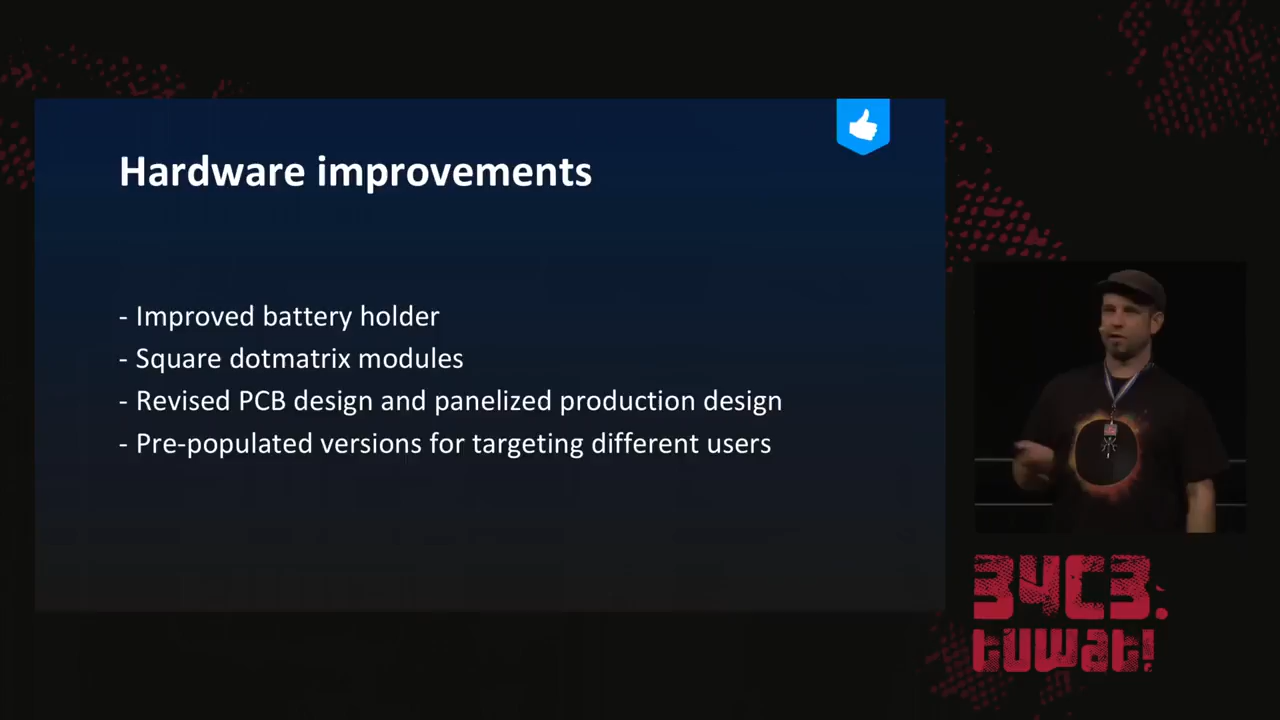 Hardware improvements
- Improved battery holder
- Square dotmatrix modules
- Revised PCB design and panelized production design
- Pre-populated versions for targeting different users
34C3.
tuwat!